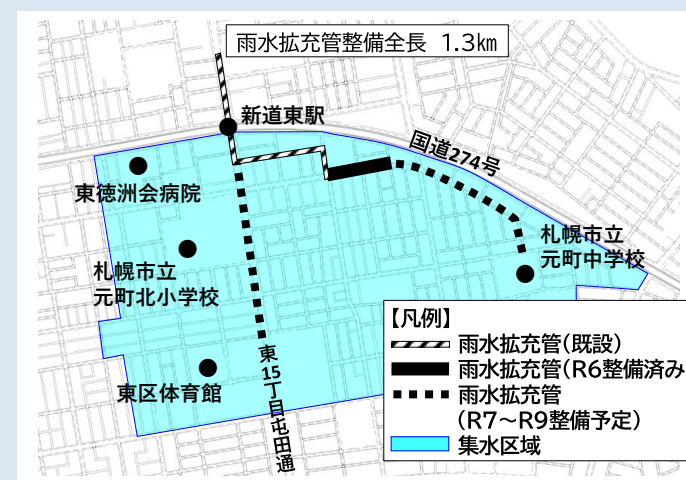 雨水拡充管整備全長 1.3km
新道東駅
国道274号
東徳洲会病院
札幌市立
元町北小学校
札幌市立
元町中学校
東区体育館
東15丁目屯田通
【凡例】
雨水拡充管(既設)
雨水拡充管(R6整備済み
雨水拡充管
(R7～R9整備予定)
集水区域